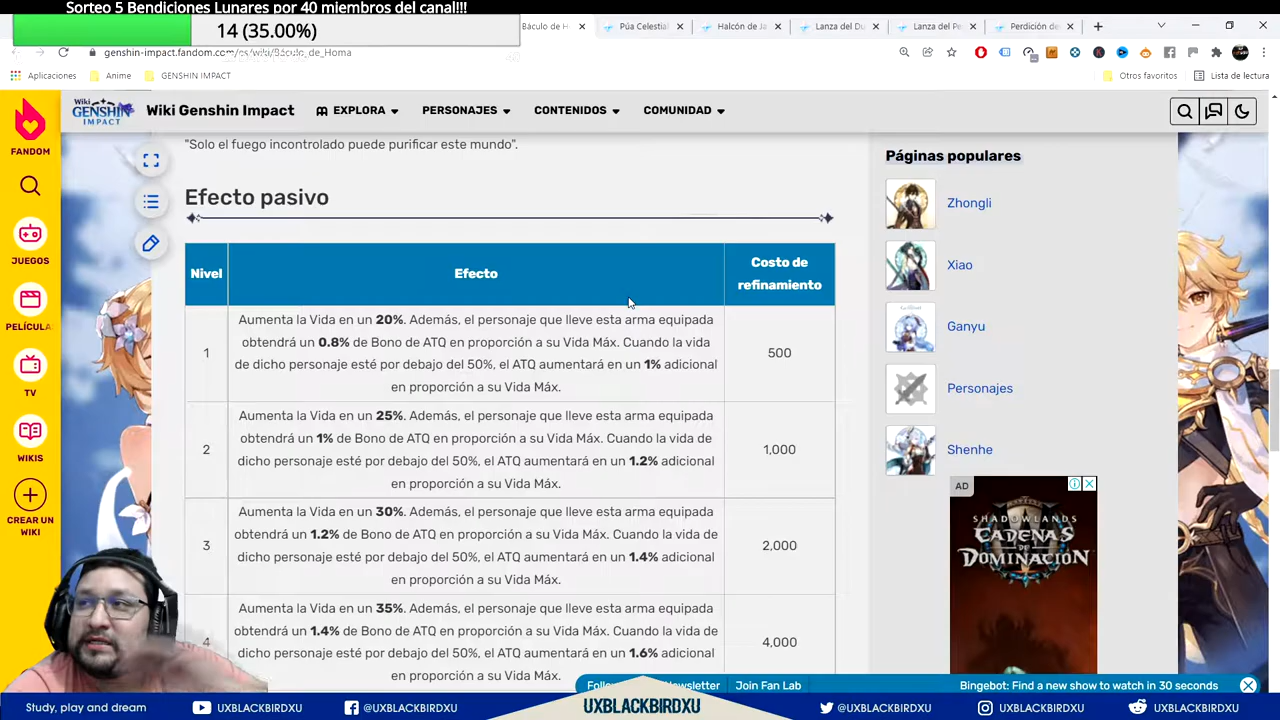 Sorteo 5 Bendiciones Lunares por 40 miembros del canal!!!
14 (35.00%)
Báculo de H
Púa Celestial
Halcón de Ja
Lanza del Du
Lanza del Pe
Perdición de
genshin-impact.fandom.com/es/wiki/Báculo_de_Homa
Aplicaciones
Anime
GENSHIN IMPACT
Otros favoritos
Lista de lectura
FANDOM
JUEGOS
PELÍCULA
TV
WIKIS
CREAR UN
WIKI
Wiki
GENSHIN
IMPACT
Wiki Genshin Impact
EXPLORA
PERSONAJES
CONTENIDOS
COMUNIDAD
"Solo el fuego incontrolado puede purificar este mundo".
Efecto pasivo
Nivel
Efecto
Costo de
refinamiento
1
Aumenta la Vida en un 20%. Además, el personaje que lleve esta arma equipada
obtendrá un 0.8% de Bono de ATQ en proporción a su Vida Máx. Cuando la vida
de dicho personaje esté por debajo del 50%, el ATQ aumentará en un 1% adicional
en proporción a su Vida Máx.
500
2
Aumenta la Vida en un 25%. Además, el personaje que lleve esta arma equipada
obtendrá un 1% de Bono de ATQ en proporción a su Vida Máx. Cuando la vida de
dicho personaje esté por debajo del 50%, el ATQ aumentará en un 1.2% adicional
en proporción a su Vida Máx.
1,000
3
Aumenta la Vida en un 30%. Además, el personaje que lleve esta arma equipada
obtendrá un 1.2% de Bono de ATQ en proporción a su Vida Máx. Cuando la vida de
dicho personaje esté por debajo del 50%, el ATQ aumentará en un 1.4% adicional
en proporción a su Vida Máx.
2,000
4
Aumenta la Vida en un 35%. Además, el personaje que lleve esta arma equipada
obtendrá un 1.4% de Bono de ATQ en proporción a su Vida Máx. Cuando la vida de
dicho personaje esté por debajo del 50%, el ATQ aumentará en un 1.6% adicional
en proporción a su Vida Máx.
4,000
Páginas populares
Zhongli
Xiao
Ganyu
Personajes
Shenhe
AD
SHADOWLANDS
CADENAS
DE
DOMINACIÓN
Follo
Newsletter
Join Fan Lab
Bingebot: Find a new show to watch in 30 seconds
Study, play and dream
UXBLACKBIRDXU
@UXBLACKBIRDXU
UXBLACKBIRDXU
@UXBLACKBIRDXU
@UXBLACKBIRDXU
UXBLACKBIRDXU